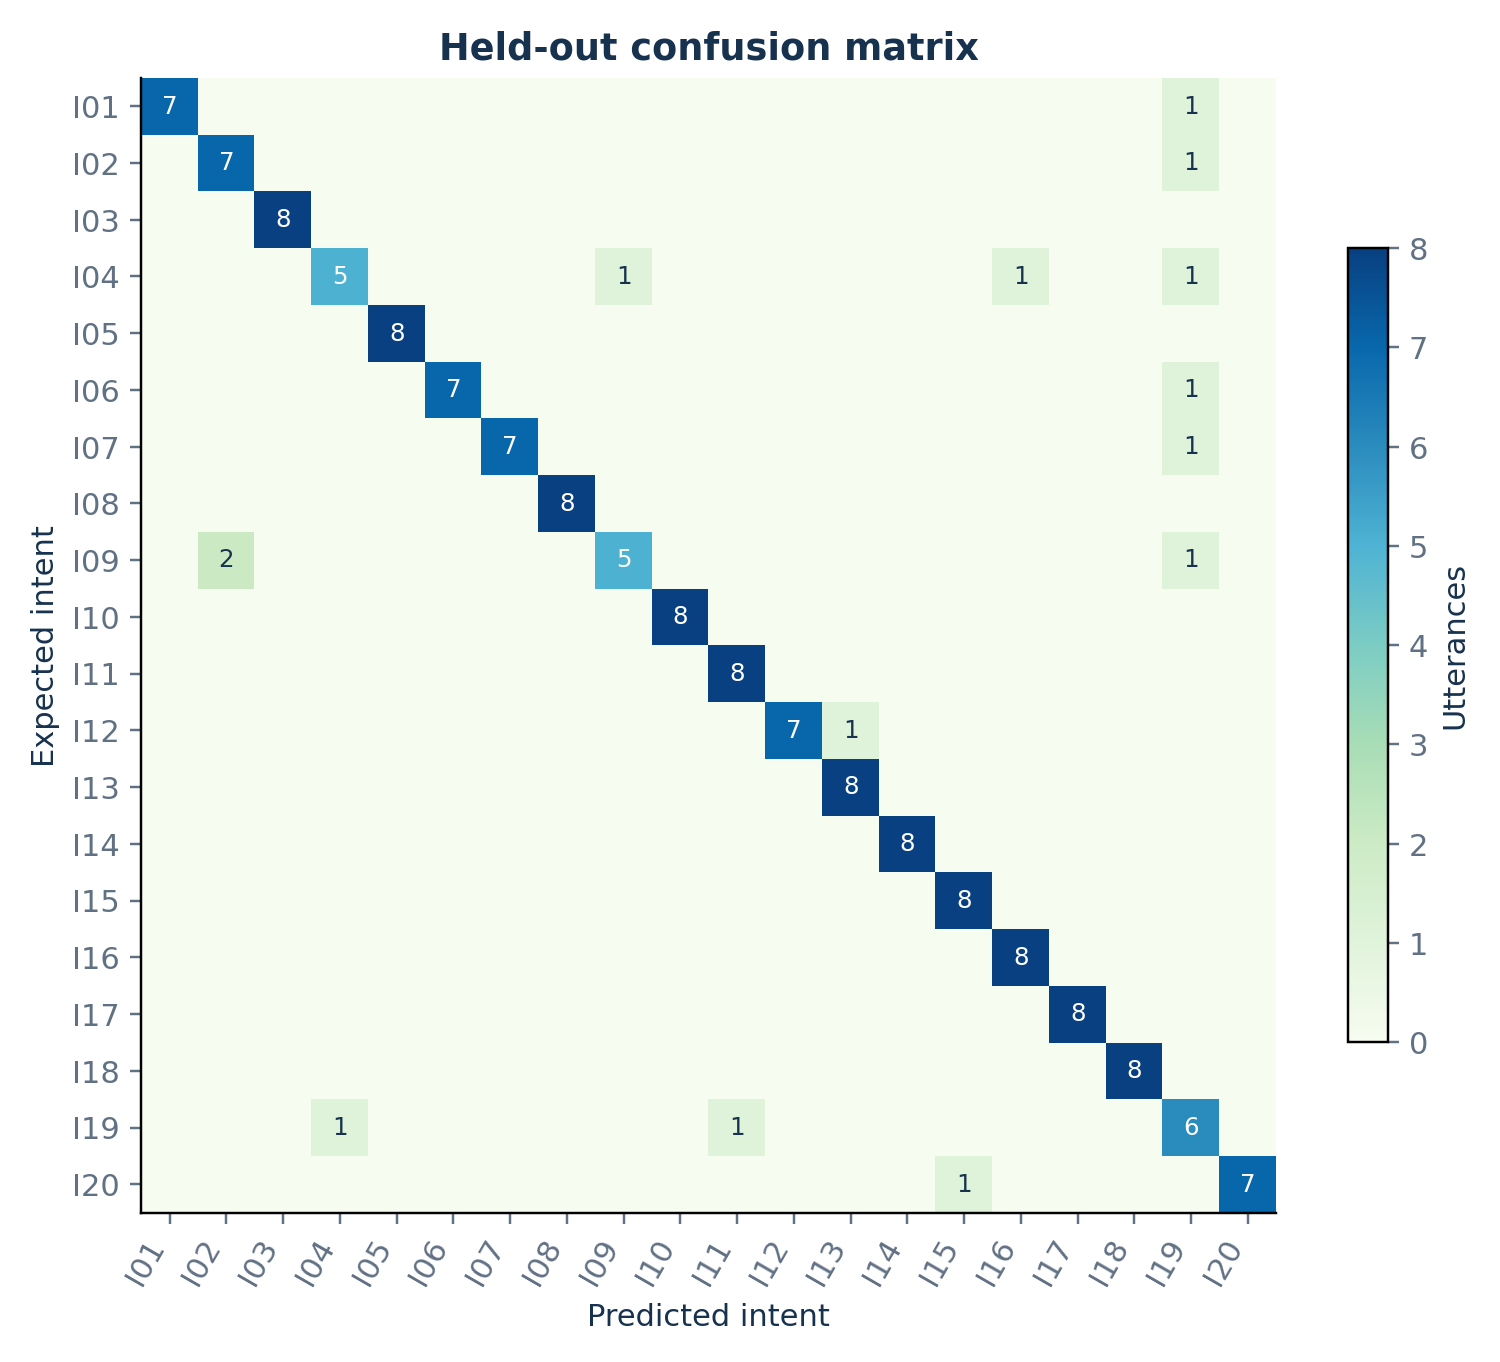 Held-out confusion matrix
I01 7 1
I02 7 1
I03 8
I04 5 1 1 1
I05 8
I06 7 1
I07 7 1
I08 8
I09 2 5 1
I10 8
I11 8
I12 7 1
I13 8
I14 8
I15 8
I16 8
I17 8
I18 8
I19 1 1 6
I20 1 7
I01 I02 I03 I04 I05 I06 I07 I08 I09 I10 I11 I12 I13 I14 I15 I16 I17 I18 I19 I20
Predicted intent
Expected intent
8
7
6
5
4
3
2
1
0
Utterances